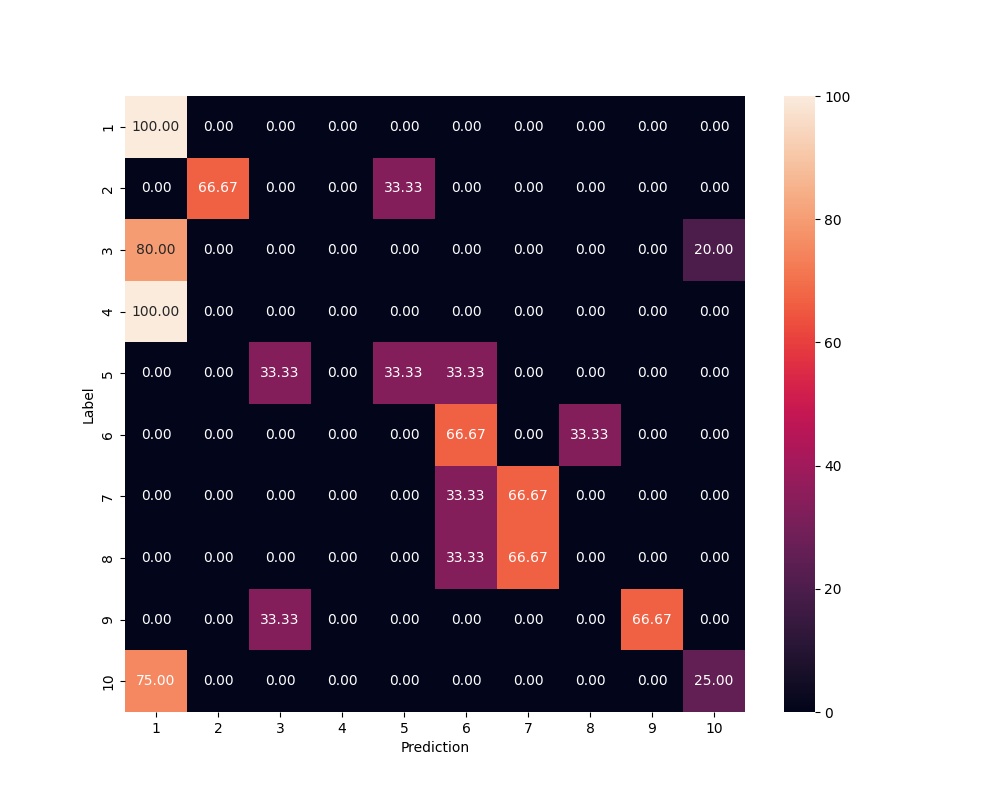 1 100.00 0.00 0.00 0.00 0.00 0.00 0.00 0.00 0.00 0.00
2 0.00 66.67 0.00 0.00 33.33 0.00 0.00 0.00 0.00 0.00
3 80.00 0.00 0.00 0.00 0.00 0.00 0.00 0.00 0.00 20.00
4 100.00 0.00 0.00 0.00 0.00 0.00 0.00 0.00 0.00 0.00
5 0.00 0.00 33.33 0.00 33.33 33.33 0.00 0.00 0.00 0.00
6 0.00 0.00 0.00 0.00 0.00 66.67 0.00 33.33 0.00 0.00
7 0.00 0.00 0.00 0.00 0.00 33.33 66.67 0.00 0.00 0.00
8 0.00 0.00 0.00 0.00 0.00 33.33 66.67 0.00 0.00 0.00
9 0.00 0.00 33.33 0.00 0.00 0.00 0.00 0.00 66.67 0.00
10 75.00 0.00 0.00 0.00 0.00 0.00 0.00 0.00 0.00 25.00
1 2 3 4 5 6 7 8 9 10
Prediction
Label
100
80
60
40
20
0